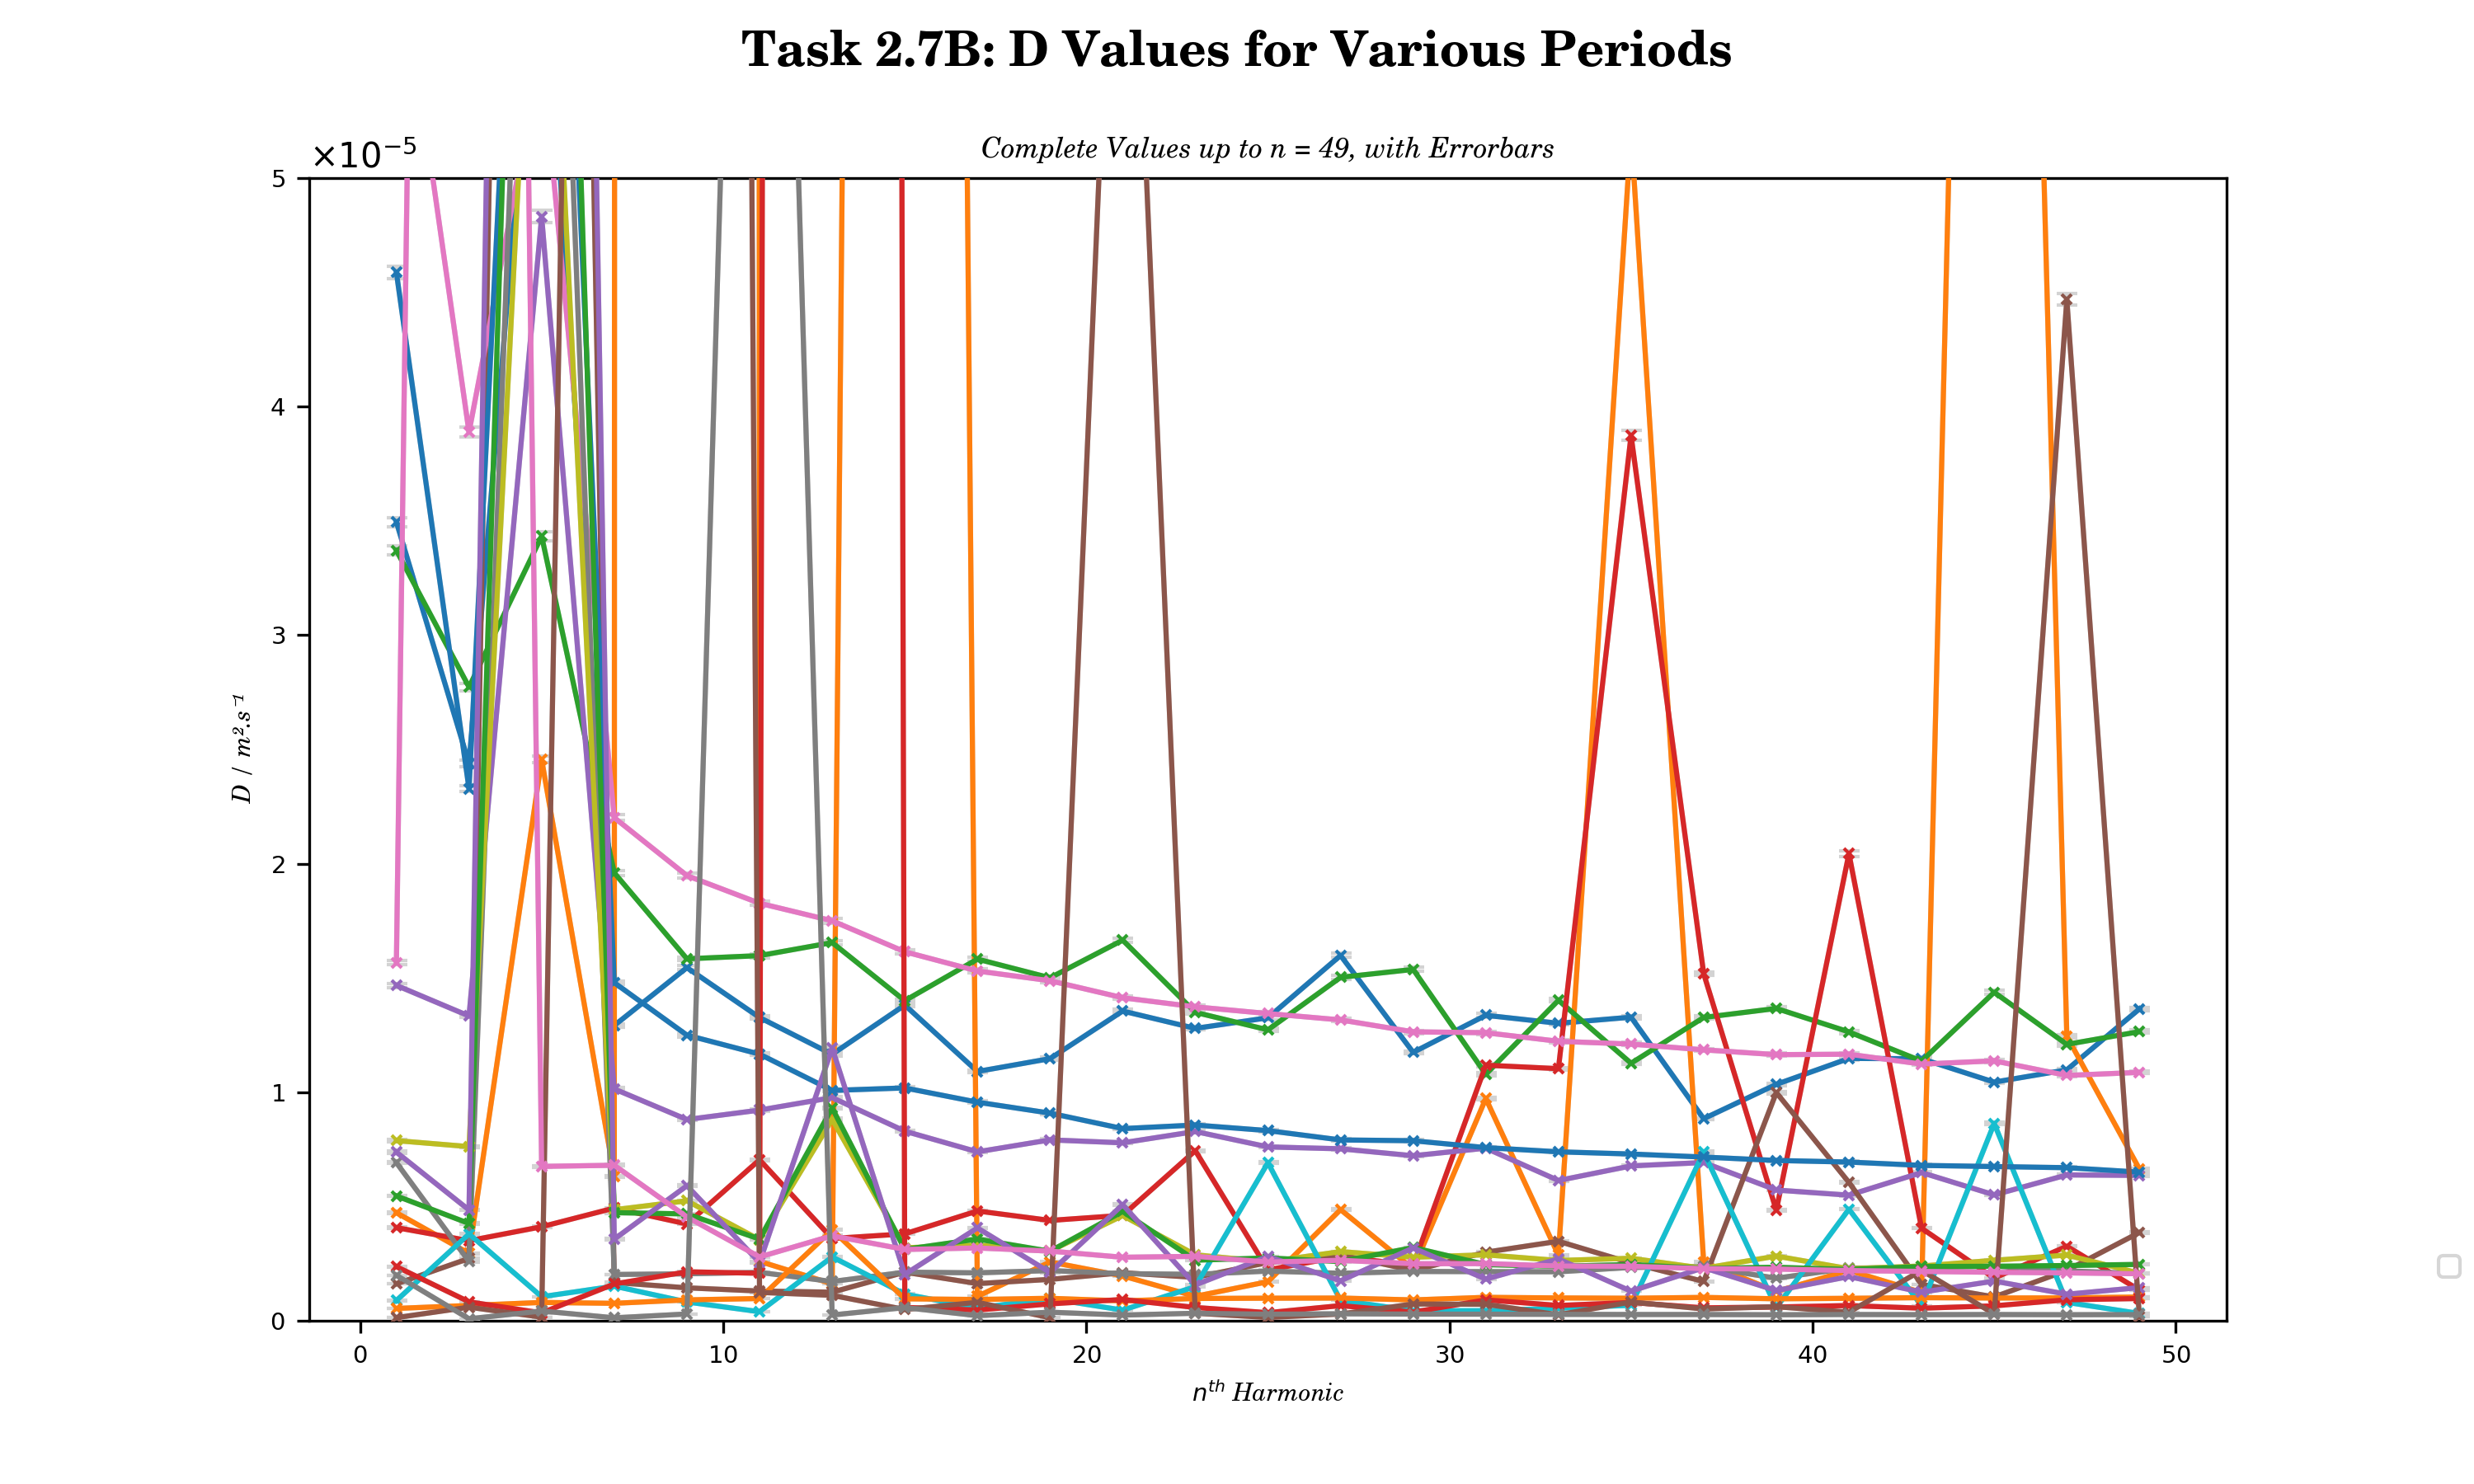 Task 2.7B: D Values for Various Periods
Complete Values up to n = 49, with Errorbars
×10⁻⁵
5
4
3
2
1
0
D / m².s⁻¹
0 10 20 30 40 50
nᵗʰ Harmonic